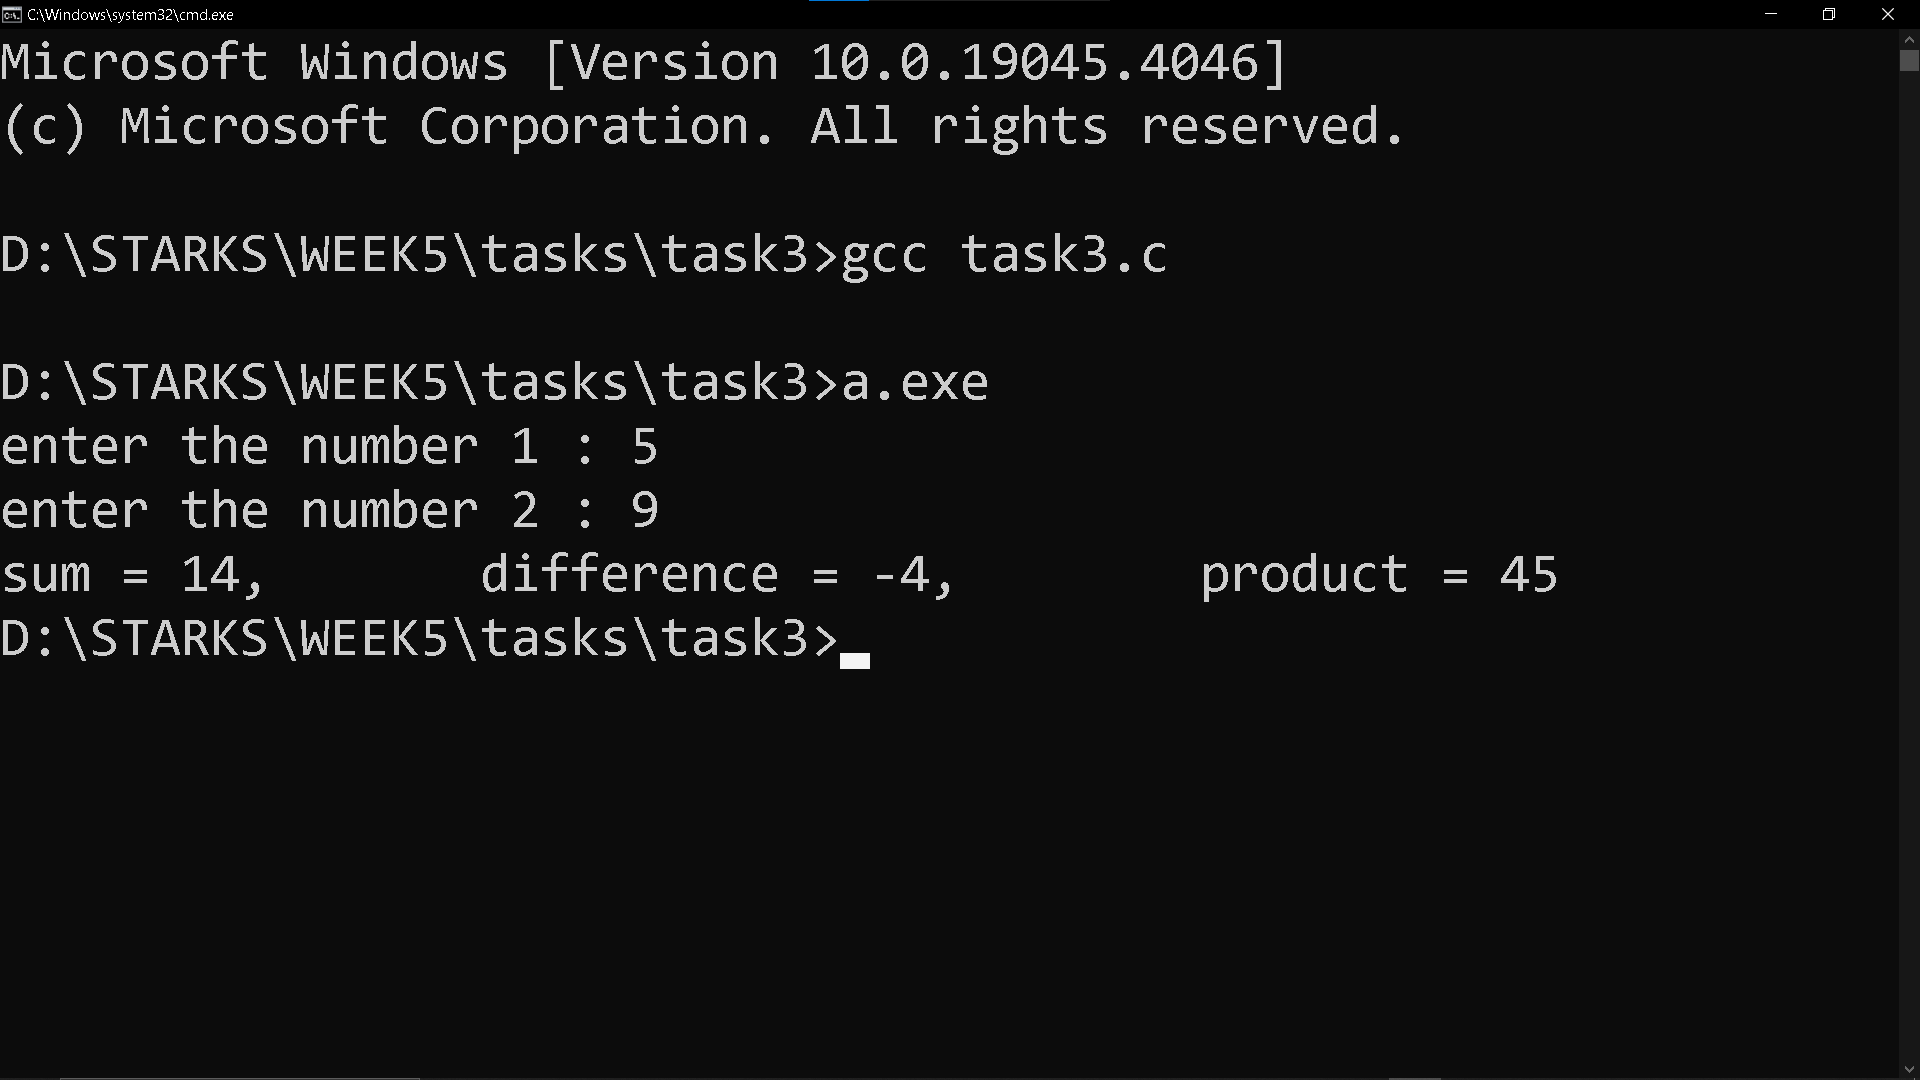 C:\Windows\system32\cmd.exe
Microsoft Windows [Version 10.0.19045.4046]
(c) Microsoft Corporation. All rights reserved.
D:\STARKS\WEEK5\tasks\task3>gcc task3.c
D:\STARKS\WEEK5\tasks\task3>a.exe
enter the number 1 : 5
enter the number 2 : 9
sum = 14,       difference = -4,        product = 45
D:\STARKS\WEEK5\tasks\task3>